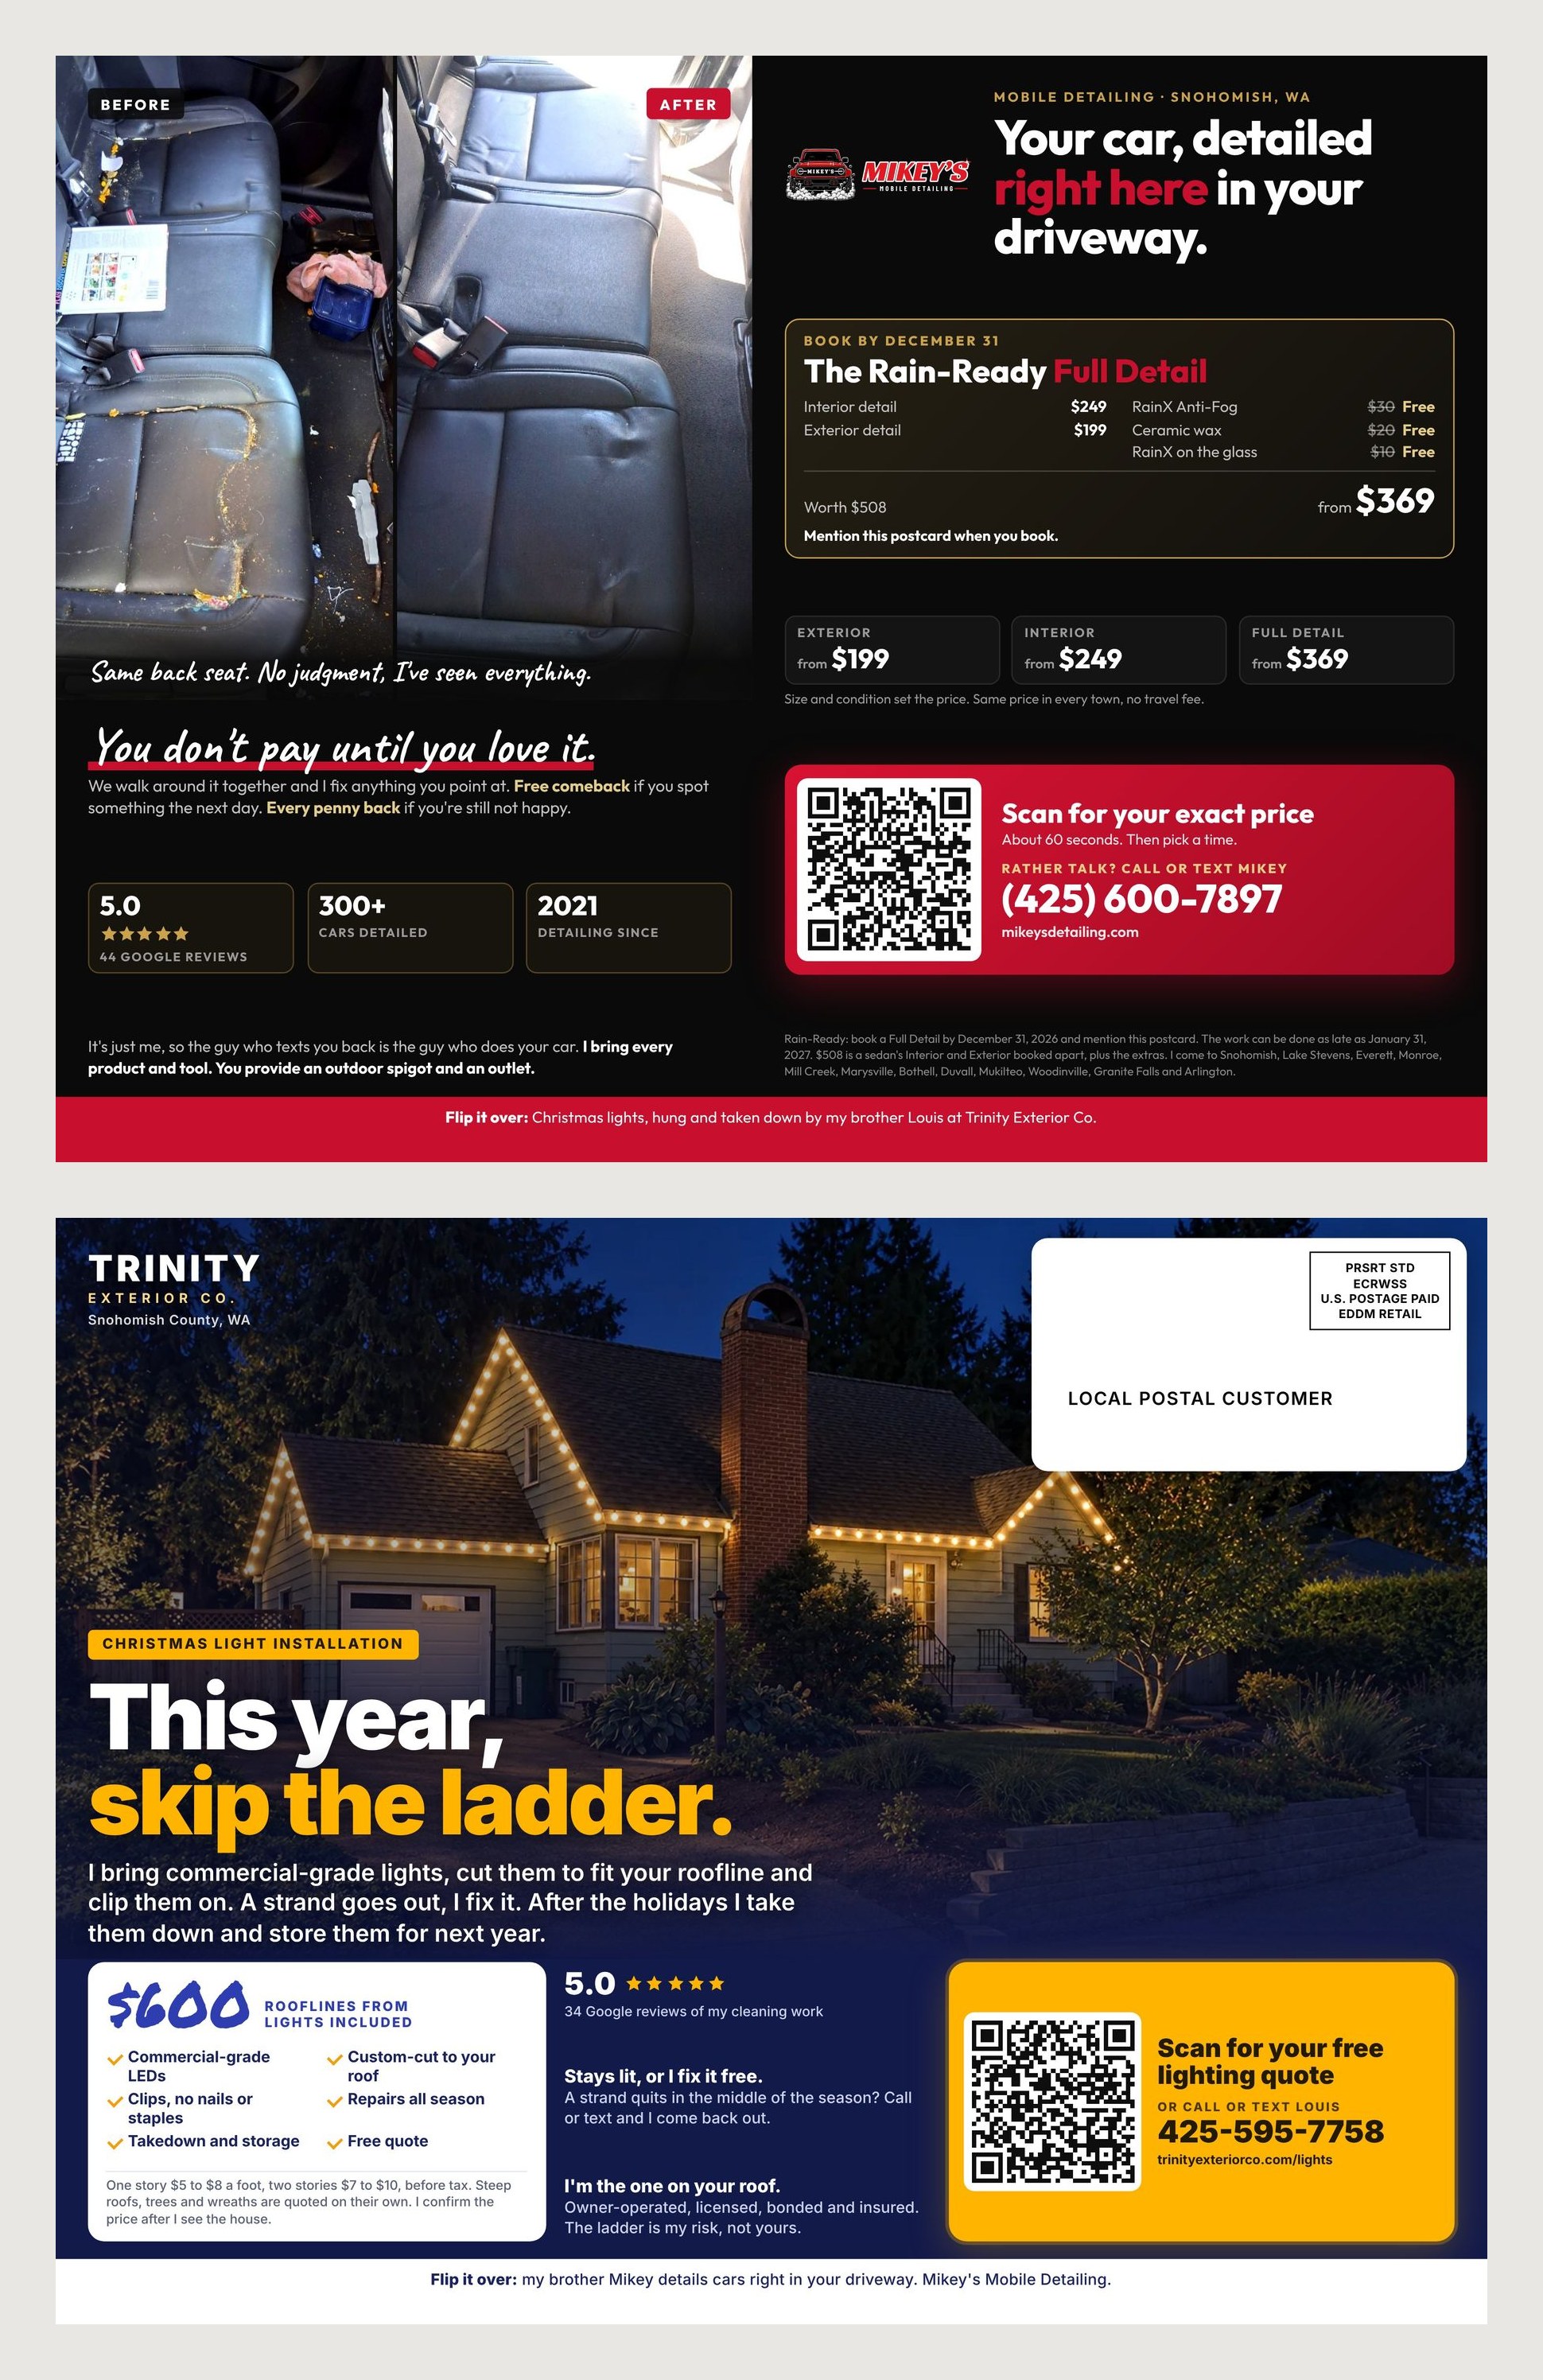 BEFORE
AFTER
Same back seat. No judgment, I've seen everything.
You don't pay until you love it.
We walk around it together and I fix anything you point at. Free comeback if you spot
something the next day. Every penny back if you're still not happy.
5.0
★★★★★
44 GOOGLE REVIEWS
300+
CARS DETAILED
2021
DETAILING SINCE
It's just me, so the guy who texts you back is the guy who does your car. I bring every
product and tool. You provide an outdoor spigot and an outlet.
MIKEY'S
MIKEY'S
MOBILE DETAILING
MOBILE DETAILING · SNOHOMISH, WA
Your car, detailed
right here in your
driveway.
BOOK BY DECEMBER 31
The Rain-Ready Full Detail
Interior detail $249
Exterior detail $199
RainX Anti-Fog $30 Free
Ceramic wax $20 Free
RainX on the glass $10 Free
Worth $508
from $369
Mention this postcard when you book.
EXTERIOR
from $199
INTERIOR
from $249
FULL DETAIL
from $369
Size and condition set the price. Same price in every town, no travel fee.
Scan for your exact price
About 60 seconds. Then pick a time.
RATHER TALK? CALL OR TEXT MIKEY
(425) 600-7897
mikeysdetailing.com
Rain-Ready: book a Full Detail by December 31, 2026 and mention this postcard. The work can be done as late as January 31,
2027. $508 is a sedan's Interior and Exterior booked apart, plus the extras. I come to Snohomish, Lake Stevens, Everett, Monroe,
Mill Creek, Marysville, Bothell, Duvall, Mukilteo, Woodinville, Granite Falls and Arlington.
Flip it over: Christmas lights, hung and taken down by my brother Louis at Trinity Exterior Co.
TRINITY
EXTERIOR CO.
Snohomish County, WA
PRSRT STD
ECRWSS
U.S. POSTAGE PAID
EDDM RETAIL
LOCAL POSTAL CUSTOMER
CHRISTMAS LIGHT INSTALLATION
This year,
skip the ladder.
I bring commercial-grade lights, cut them to fit your roofline and
clip them on. A strand goes out, I fix it. After the holidays I take
them down and store them for next year.
$600
ROOFLINES FROM
LIGHTS INCLUDED
Commercial-grade
LEDs
Custom-cut to your
roof
Clips, no nails or
staples
Repairs all season
Takedown and storage
Free quote
One story $5 to $8 a foot, two stories $7 to $10, before tax. Steep
roofs, trees and wreaths are quoted on their own. I confirm the
price after I see the house.
5.0 ★★★★★
34 Google reviews of my cleaning work
Stays lit, or I fix it free.
A strand quits in the middle of the season? Call
or text and I come back out.
I'm the one on your roof.
Owner-operated, licensed, bonded and insured.
The ladder is my risk, not yours.
Scan for your free
lighting quote
OR CALL OR TEXT LOUIS
425-595-7758
trinityexteriorco.com/lights
Flip it over: my brother Mikey details cars right in your driveway. Mikey's Mobile Detailing.